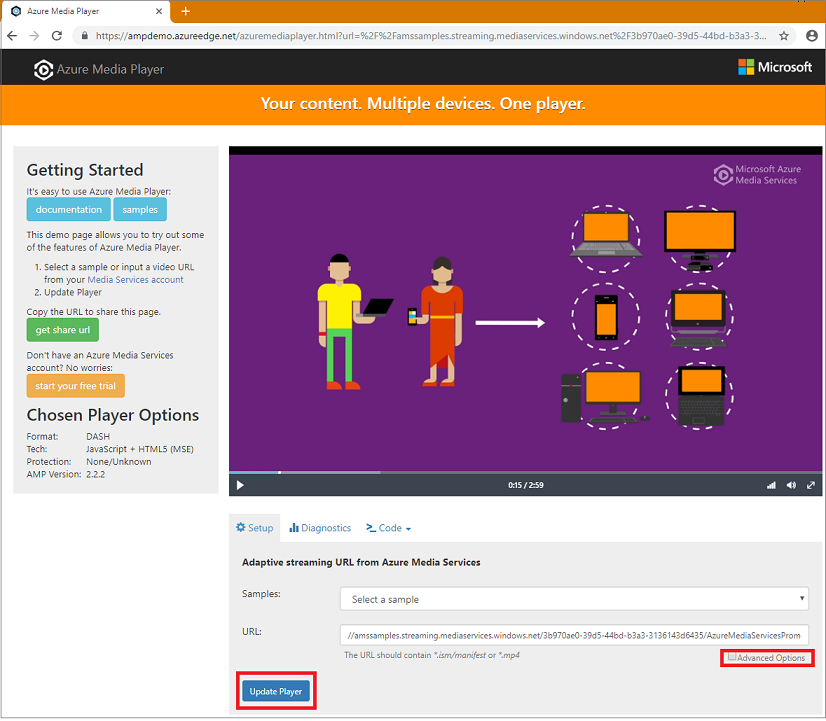 Azure Media Player
https://ampdemo.azureedge.net/azuremediaplayer.html?url=%2F%2Famssamples.streaming.mediaservices.windows.net%2F3b970ae0-39d5-44bd-b3a3-3...
Azure Media Player
Microsoft
Your content. Multiple devices. One player.
Getting Started
It's easy to use Azure Media Player:
documentation samples
This demo page allows you to try out some
of the features of Azure Media Player.
1. Select a sample or input a video URL
from your Media Services account
2. Update Player
Copy the URL to share this page.
get share url
Don't have an Azure Media Services
account? No worries:
start your free trial
Chosen Player Options
Format: DASH
Tech: JavaScript + HTML5 (MSE)
Protection: None/Unknown
AMP Version: 2.2.2
Microsoft Azure
Media Services
0:15 / 2:59
Setup Diagnostics Code
Adaptive streaming URL from Azure Media Services
Samples: Select a sample
URL: //amssamples.streaming.mediaservices.windows.net/3b970ae0-39d5-44bd-b3a3-3136143d6435/AzureMediaServicesProm
The URL should contain *.ism/manifest or *.mp4
Advanced Options
Update Player